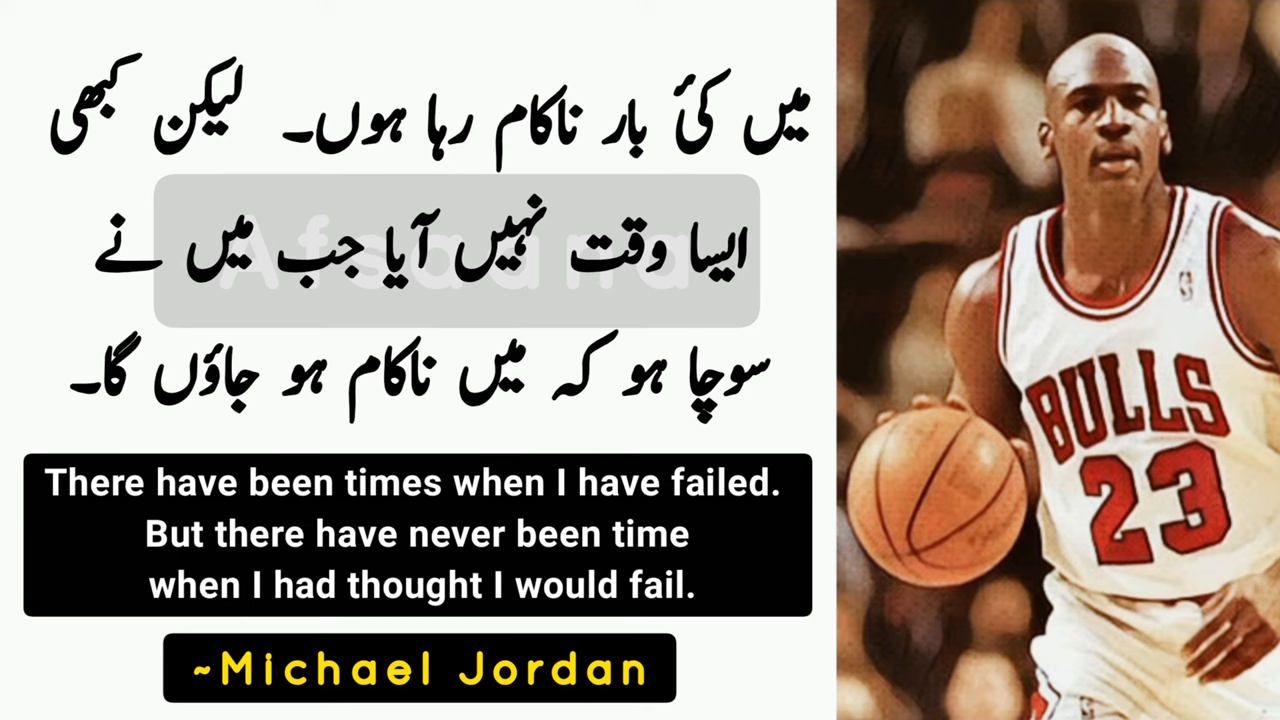 میں کئ بار ناکام رہا ہوں۔ لیکن کبھی
ایسا وقت نہیں آیا جب میں نے
سوچا ہو کہ میں ناکام ہو جاؤں گا۔
Afsaana
There have been times when I have failed.
But there have never been time
when I had thought I would fail.
~Michael Jordan
BULLS
23